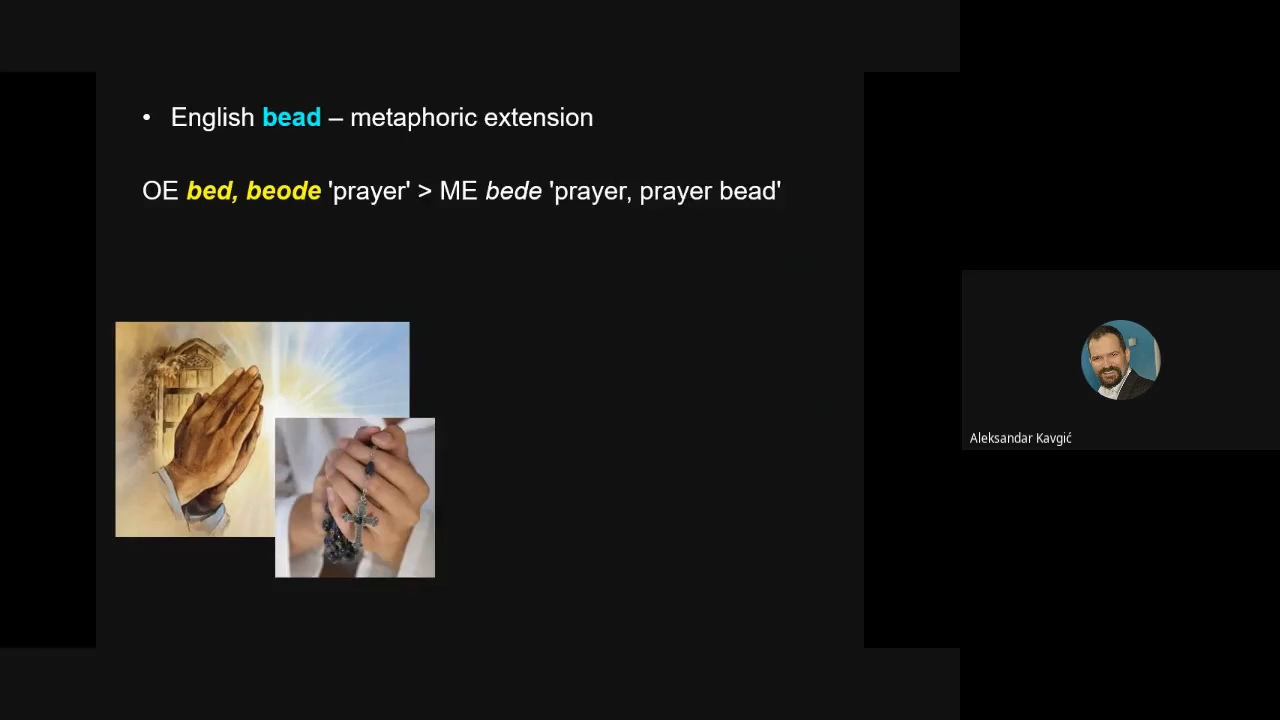 • English bead – metaphoric extension
OE bed, beode 'prayer' > ME bede 'prayer, prayer bead'
Aleksandar Kavgić